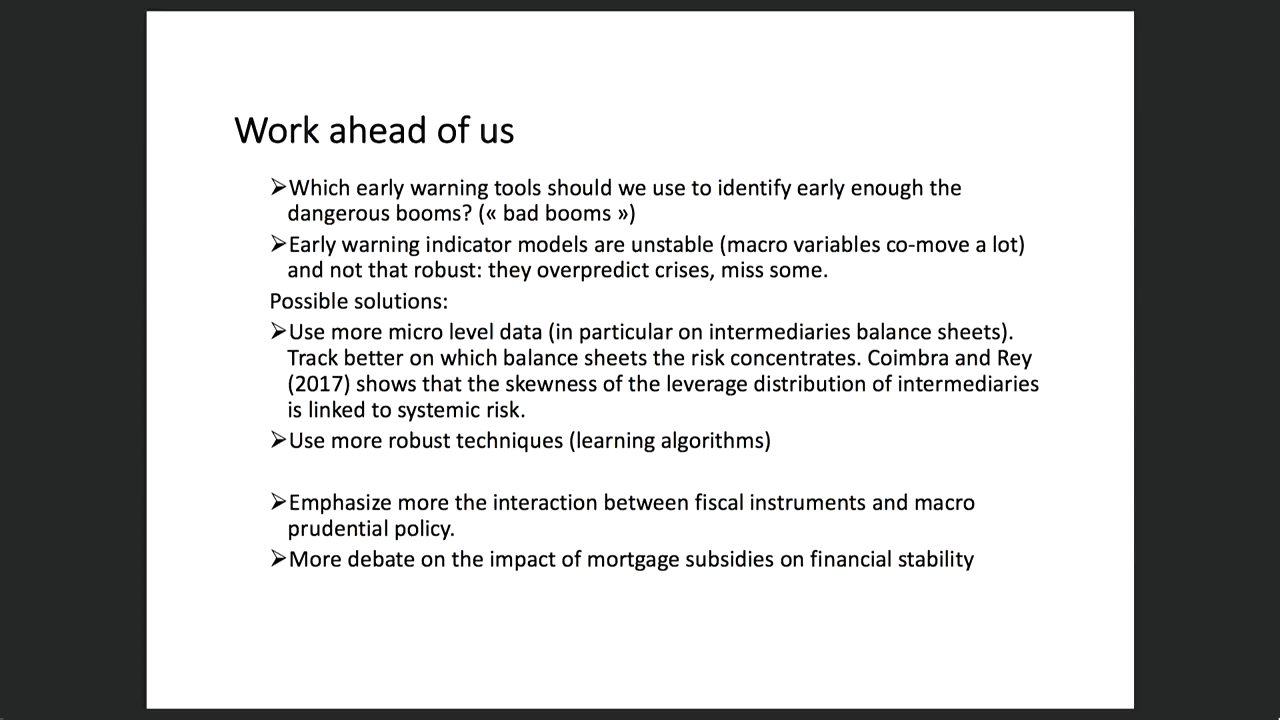 Work ahead of us
➢Which early warning tools should we use to identify early enough the
dangerous booms? (« bad booms »)
➢Early warning indicator models are unstable (macro variables co-move a lot)
and not that robust: they overpredict crises, miss some.
Possible solutions:
➢Use more micro level data (in particular on intermediaries balance sheets).
Track better on which balance sheets the risk concentrates. Coimbra and Rey
(2017) shows that the skewness of the leverage distribution of intermediaries
is linked to systemic risk.
➢Use more robust techniques (learning algorithms)
➢Emphasize more the interaction between fiscal instruments and macro
prudential policy.
➢More debate on the impact of mortgage subsidies on financial stability